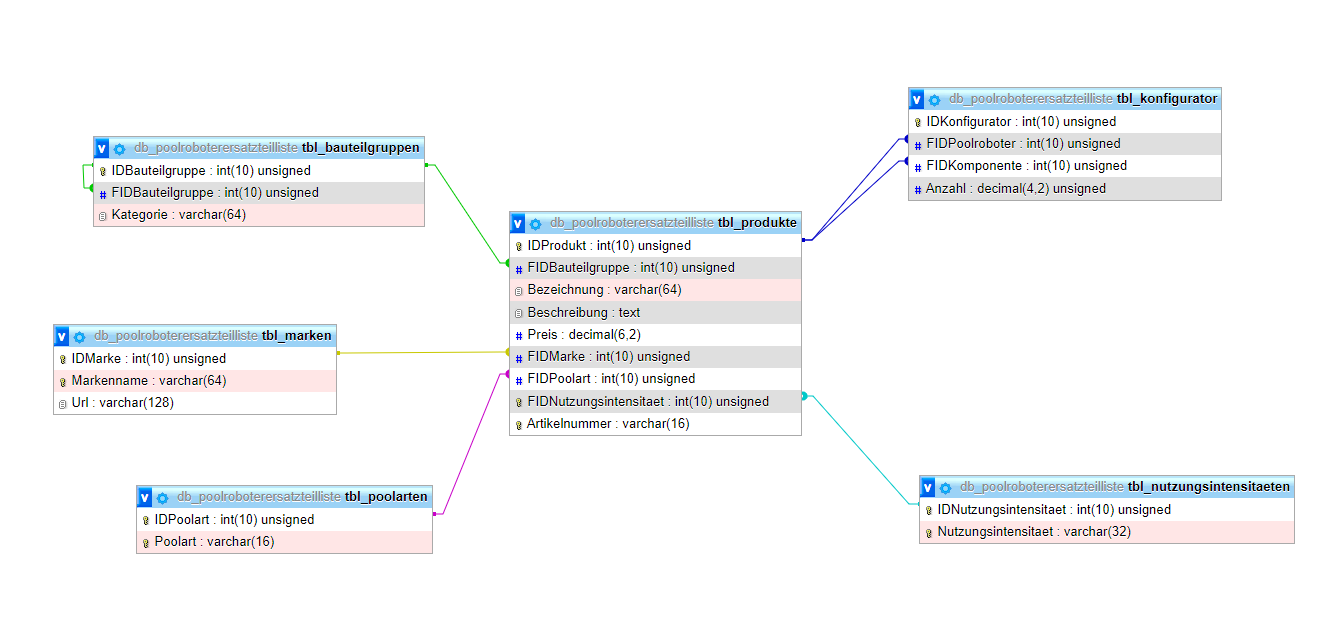 v db_poolroboterersatzteilliste tbl_bauteilgruppen
IDBauteilgruppe : int(10) unsigned
# FIDBauteilgruppe : int(10) unsigned
Kategorie : varchar(64)
v db_poolroboterersatzteilliste tbl_marken
IDMarke : int(10) unsigned
Markenname : varchar(64)
Url : varchar(128)
v db_poolroboterersatzteilliste tbl_poolarten
IDPoolart : int(10) unsigned
Poolart : varchar(16)
v db_poolroboterersatzteilliste tbl_produkte
IDProdukt : int(10) unsigned
# FIDBauteilgruppe : int(10) unsigned
Bezeichnung : varchar(64)
Beschreibung : text
# Preis : decimal(6,2)
# FIDMarke : int(10) unsigned
# FIDPoolart : int(10) unsigned
FIDNutzungsintensitaet : int(10) unsigned
Artikelnummer : varchar(16)
v db_poolroboterersatzteilliste tbl_konfigurator
IDKonfigurator : int(10) unsigned
# FIDPoolroboter : int(10) unsigned
# FIDKomponente : int(10) unsigned
# Anzahl : decimal(4,2) unsigned
v db_poolroboterersatzteilliste tbl_nutzungsintensitaeten
IDNutzungsintensitaet : int(10) unsigned
Nutzungsintensitaet : varchar(32)